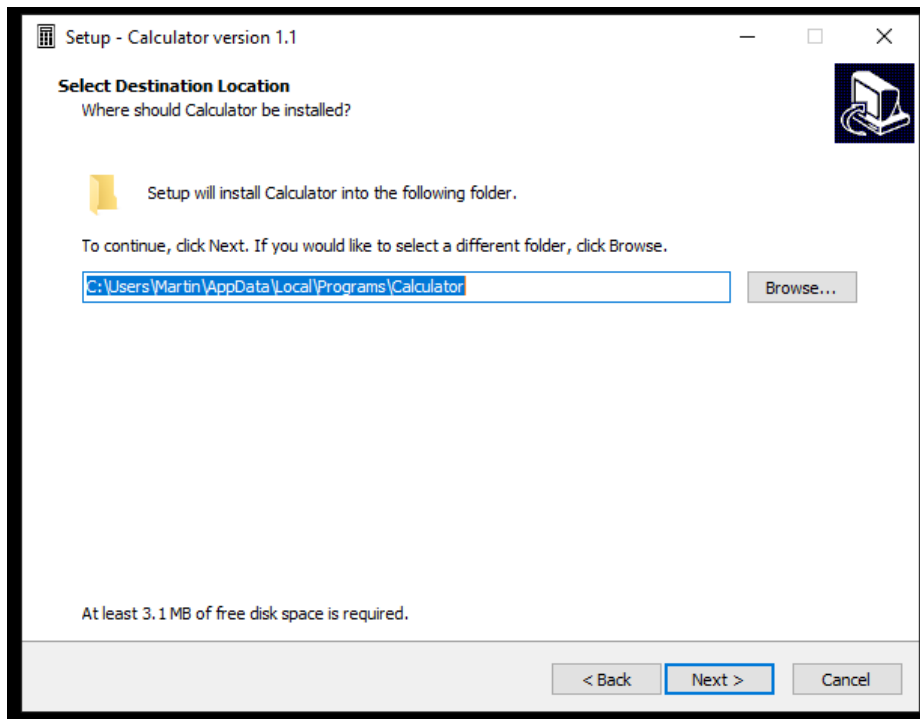 Setup - Calculator version 1.1
Select Destination Location
Where should Calculator be installed?
Setup will install Calculator into the following folder.
To continue, click Next. If you would like to select a different folder, click Browse.
C:\Users\Martin\AppData\Local\Programs\Calculator
Browse...
At least 3.1 MB of free disk space is required.
< Back
Next >
Cancel